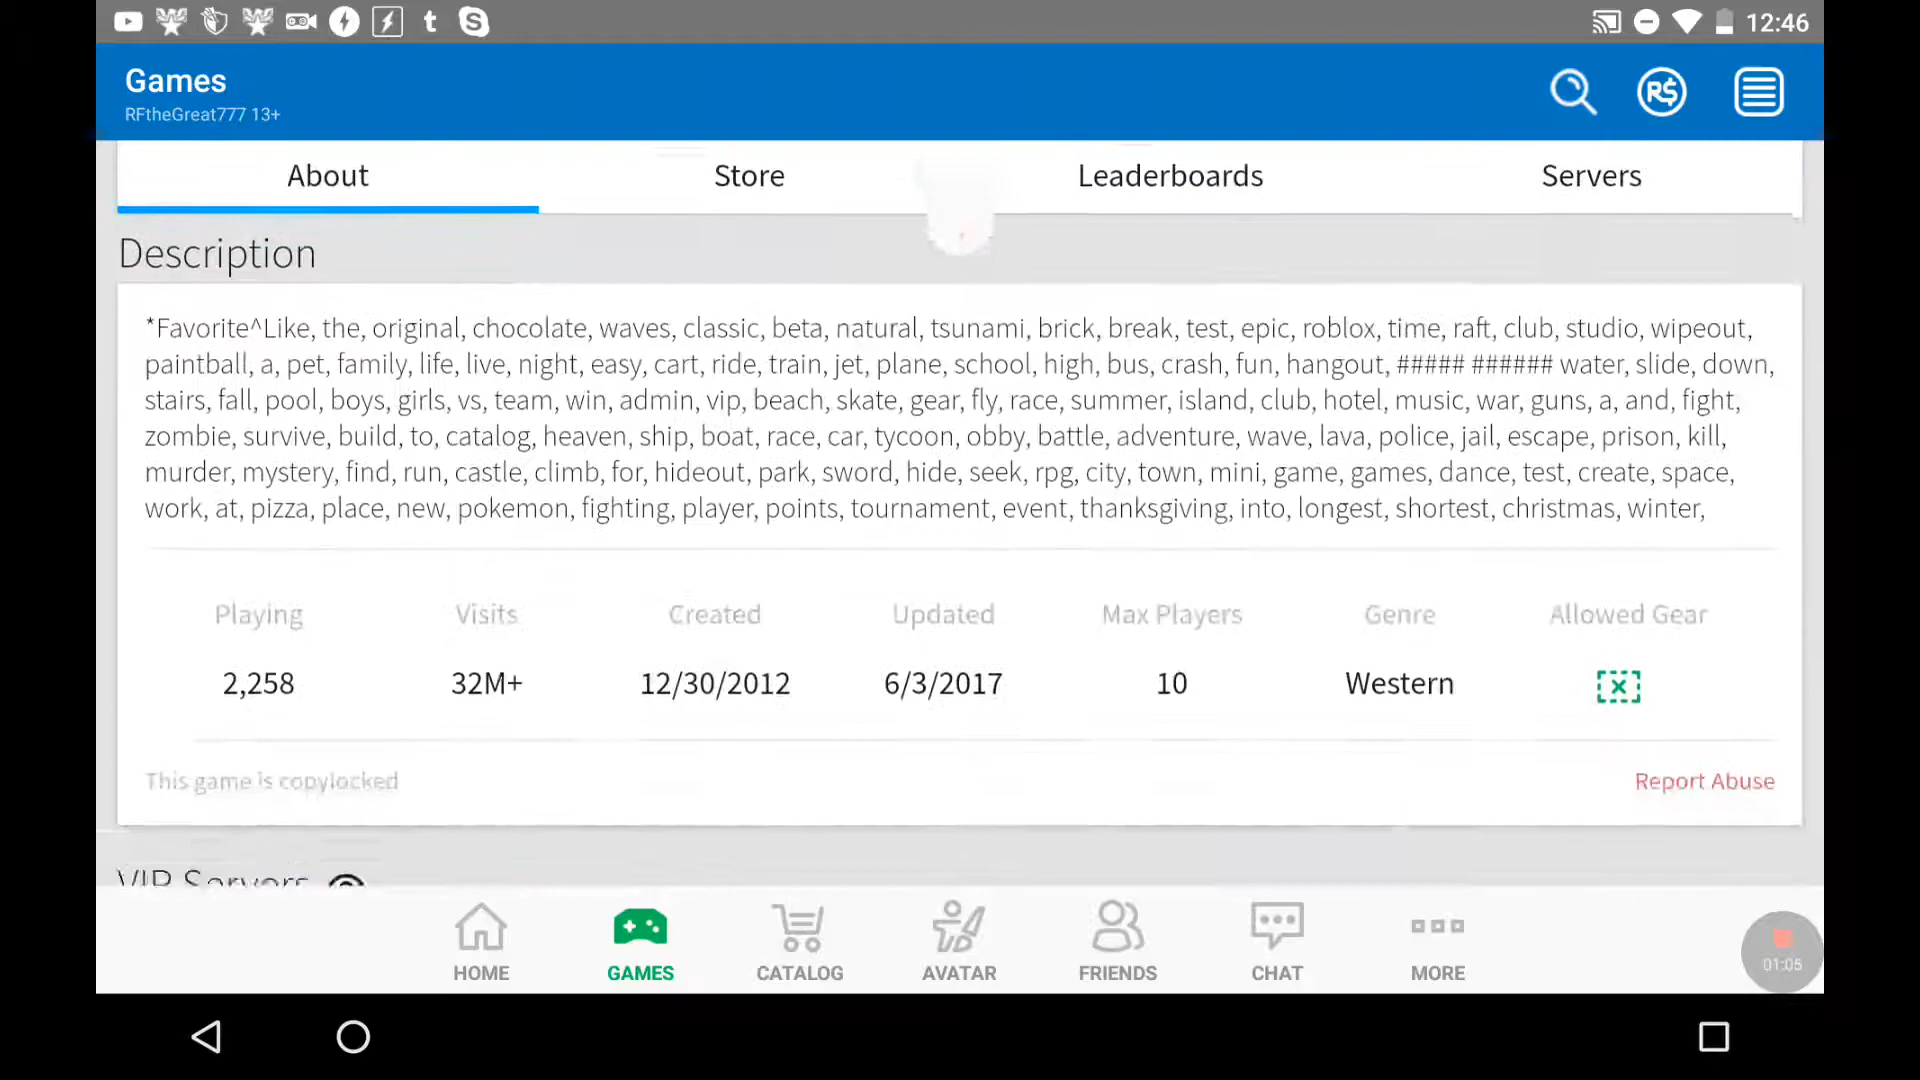 12:46
Games
RFtheGreat777 13+
R$
About Store Leaderboards Servers
Description
*Favorite^Like, the, original, chocolate, waves, classic, beta, natural, tsunami, brick, break, test, epic, roblox, time, raft, club, studio, wipeout,
paintball, a, pet, family, life, live, night, easy, cart, ride, train, jet, plane, school, high, bus, crash, fun, hangout, ##### ###### water, slide, down,
stairs, fall, pool, boys, girls, vs, team, win, admin, vip, beach, skate, gear, fly, race, summer, island, club, hotel, music, war, guns, a, and, fight,
zombie, survive, build, to, catalog, heaven, ship, boat, race, car, tycoon, obby, battle, adventure, wave, lava, police, jail, escape, prison, kill,
murder, mystery, find, run, castle, climb, for, hideout, park, sword, hide, seek, rpg, city, town, mini, game, games, dance, test, create, space,
work, at, pizza, place, new, pokemon, fighting, player, points, tournament, event, thanksgiving, into, longest, shortest, christmas, winter,
Playing Visits Created Updated Max Players Genre Allowed Gear
2,258 32M+ 12/30/2012 6/3/2017 10 Western
This game is copylocked Report Abuse
VIP Servers
HOME GAMES CATALOG AVATAR FRIENDS CHAT MORE
01:05